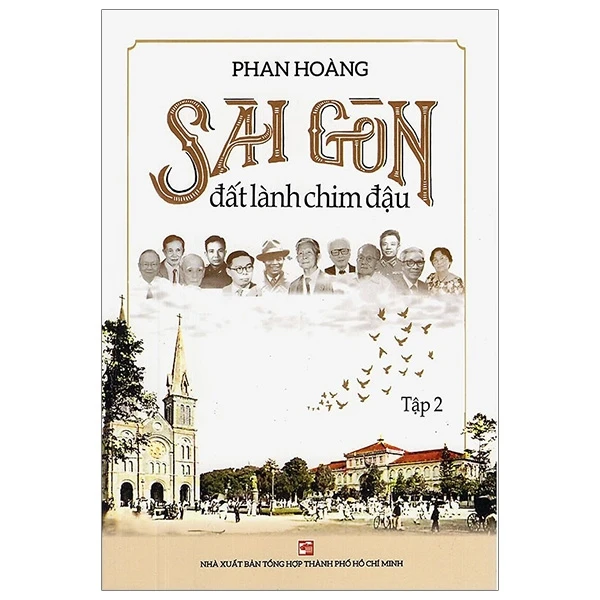 PHAN HOÀNG
SÀI GÒN
đất lành chim đậu
Tập 2
NHÀ XUẤT BẢN TỔNG HỢP THÀNH PHỐ HỒ CHÍ MINH